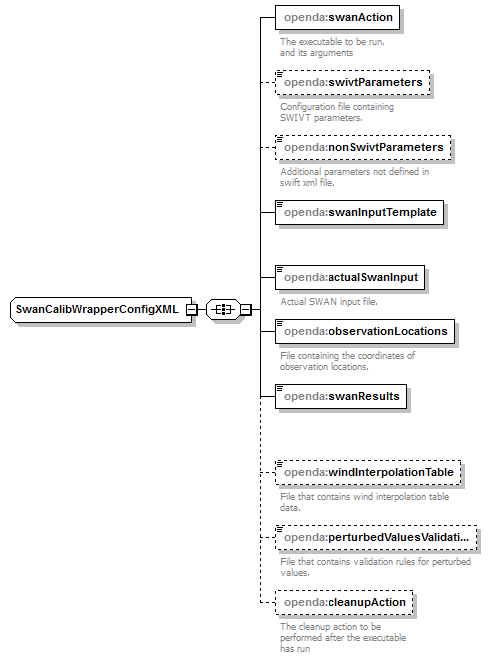 openda:swanAction
The executable to be run,
and its arguments
openda:swivtParameters
Configuration file containing
SWIVT parameters.
openda:nonSwivtParameters
Additional parameters not defined in
swift xml file.
openda:swanInputTemplate
openda:actualSwanInput
Actual SWAN input file.
SwanCalibWrapperConfigXML
openda:observationLocations
File containing the coordinates of
observation locations.
openda:swanResults
openda:windInterpolationTable
File that contains wind interpolation table
data.
openda:perturbedValuesValidati...
File that contains validation rules for perturbed
values.
openda:cleanupAction
The cleanup action to be
performed after the executable
has run